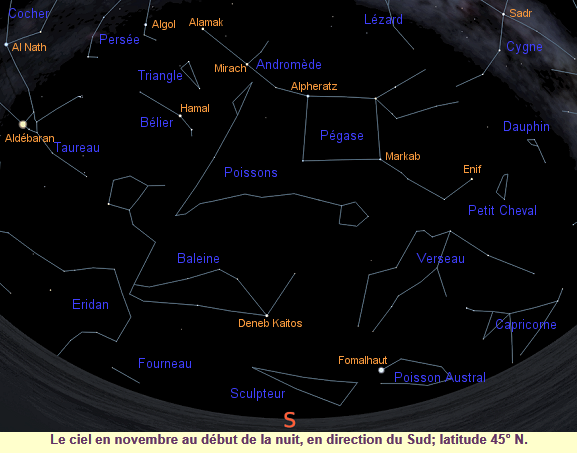 Cocher
Al Nath
Persée
Algol
Alamak
Lézard
Sadr
Cygne
Triangle
Mirach
Andromède
Alpheratz
Hamal
Bélier
Pégase
Dauphin
Aldébaran
Taureau
Poissons
Markab
Enif
Petit Cheval
Baleine
Verseau
Eridan
Deneb Kaitos
Capricorne
Fourneau
Fomalhaut
Poisson Austral
Sculpteur
S
Le ciel en novembre au début de la nuit, en direction du Sud; latitude 45° N.